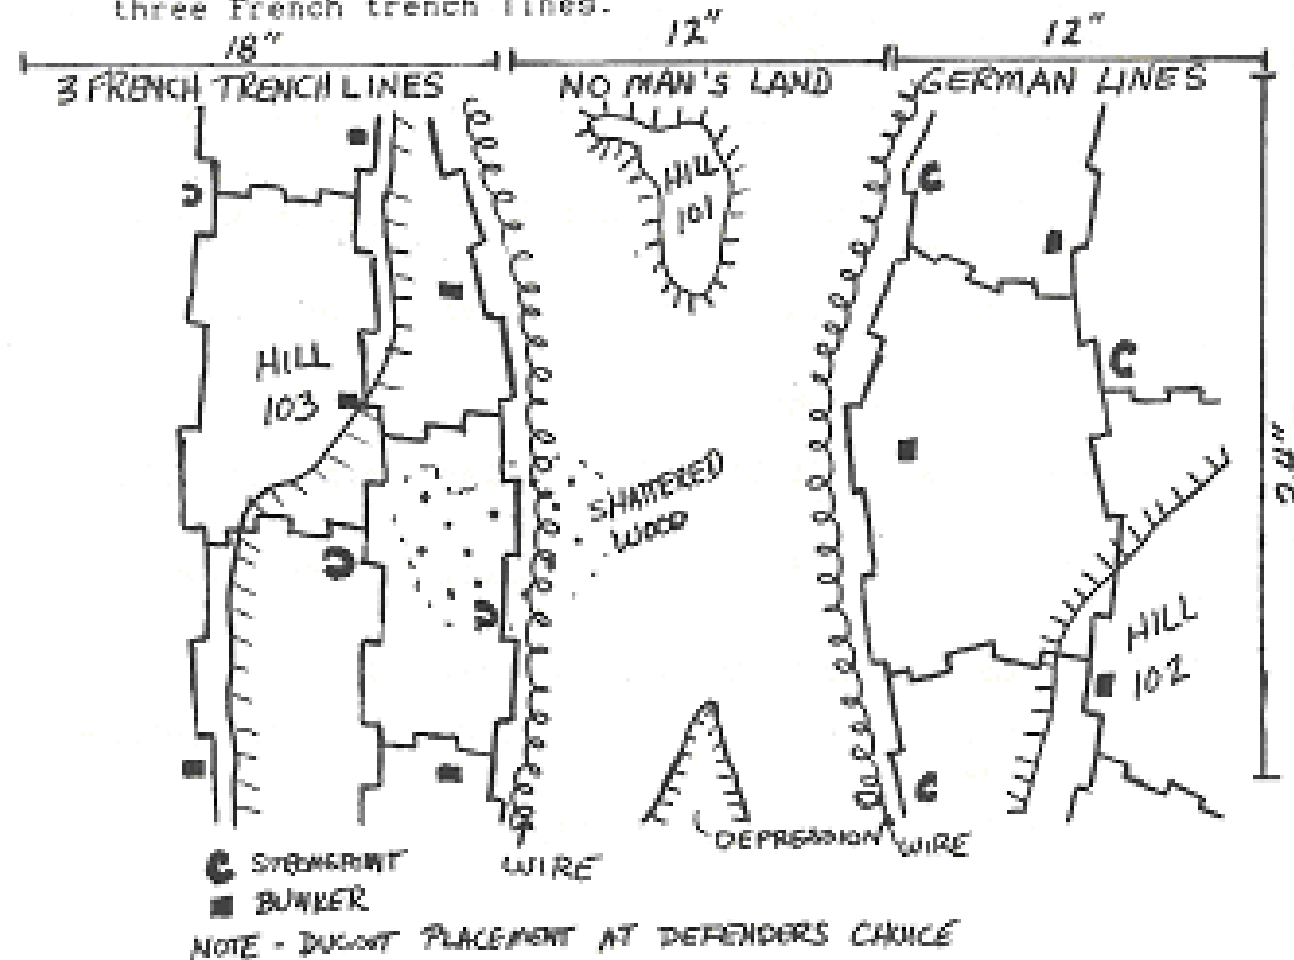 three French trench lines.
18"
12"
12"
3 FRENCH TRENCH LINES
NO MAN'S LAND
GERMAN LINES
HILL
101
HILL
103
24"
SHATTERED
WOOD
HILL
102
DEPRESSION
WIRE
WIRE
STRONGPOINT
BUNKER
NOTE - DUGOUT PLACEMENT AT DEFENDERS CHOICE